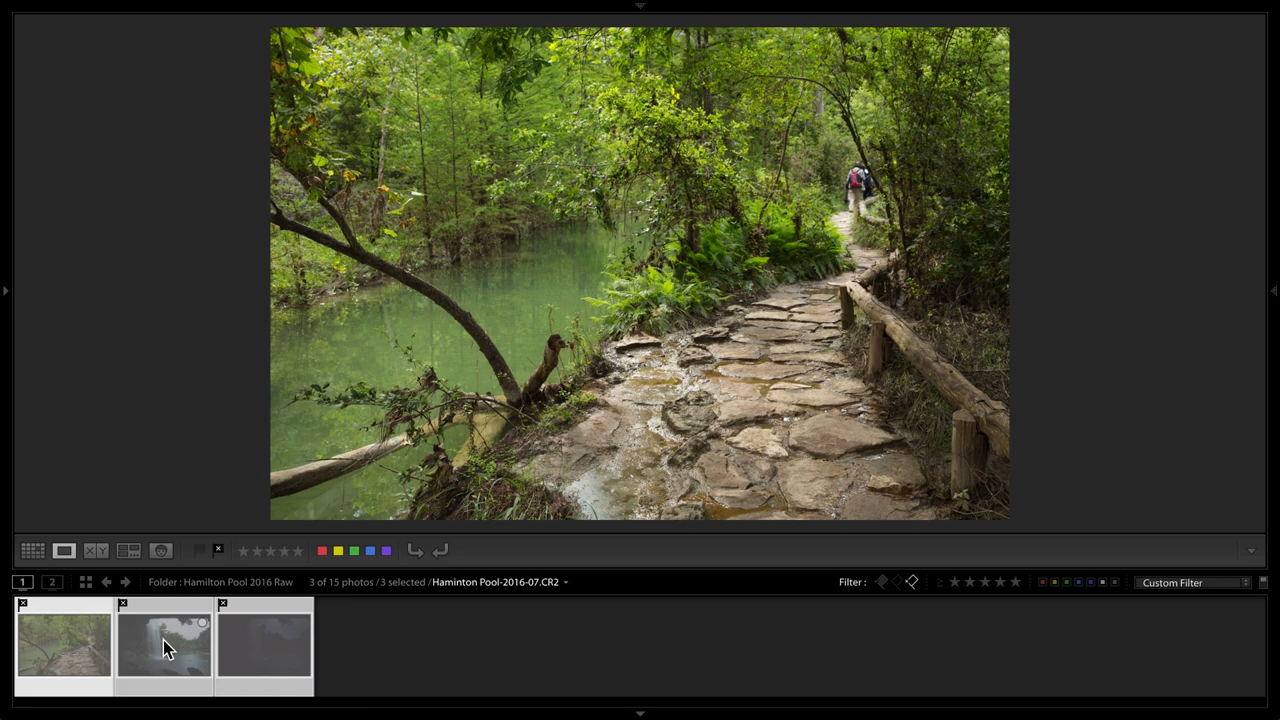 X Y
1 2 Folder : Hamilton Pool 2016 Raw 3 of 15 photos /3 selected /Haminton Pool-2016-07.CR2 Filter : ≥ Custom Filter